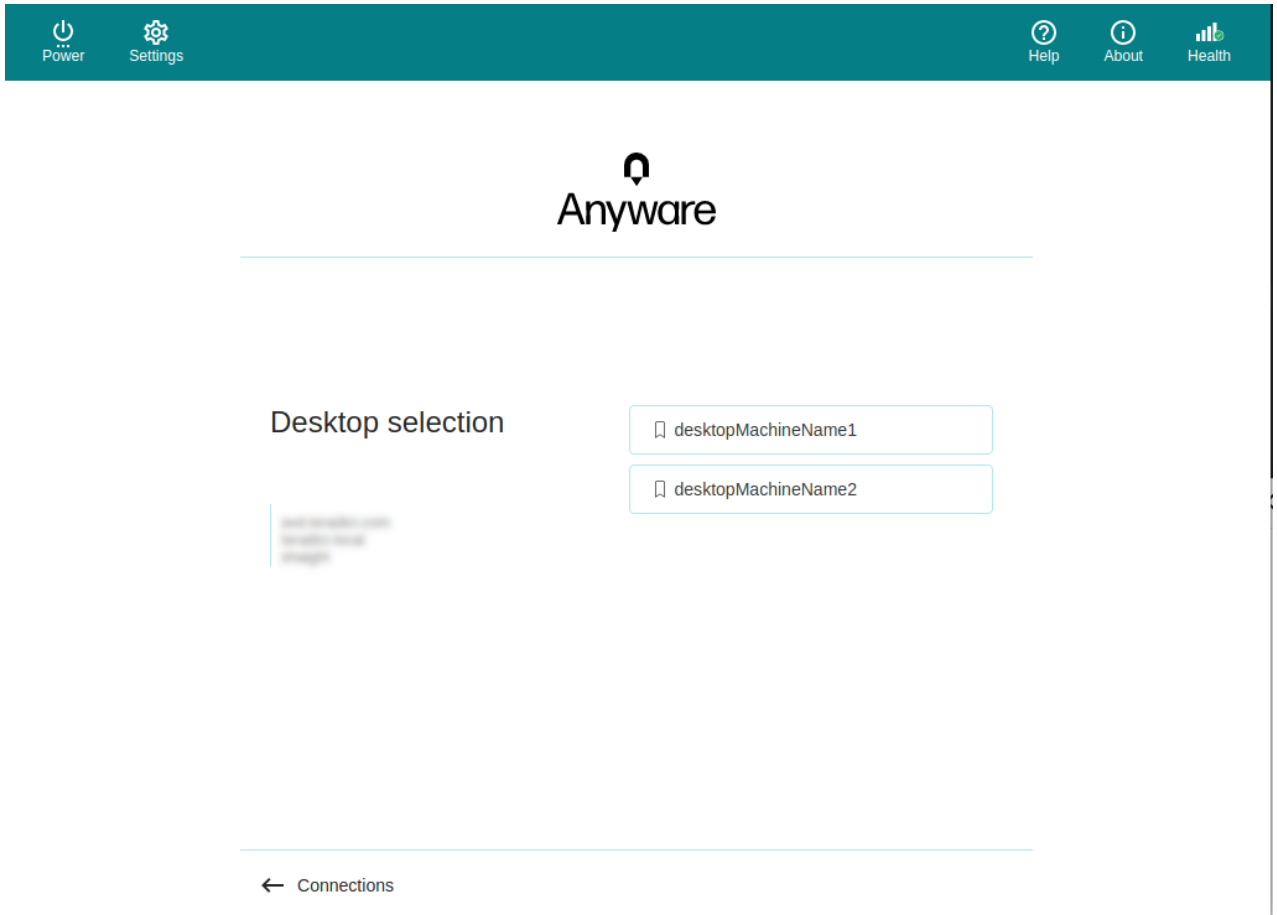 Power
Settings
Help
About
Health
Anyware
Desktop selection
desktopMachineName1
desktopMachineName2
Connections